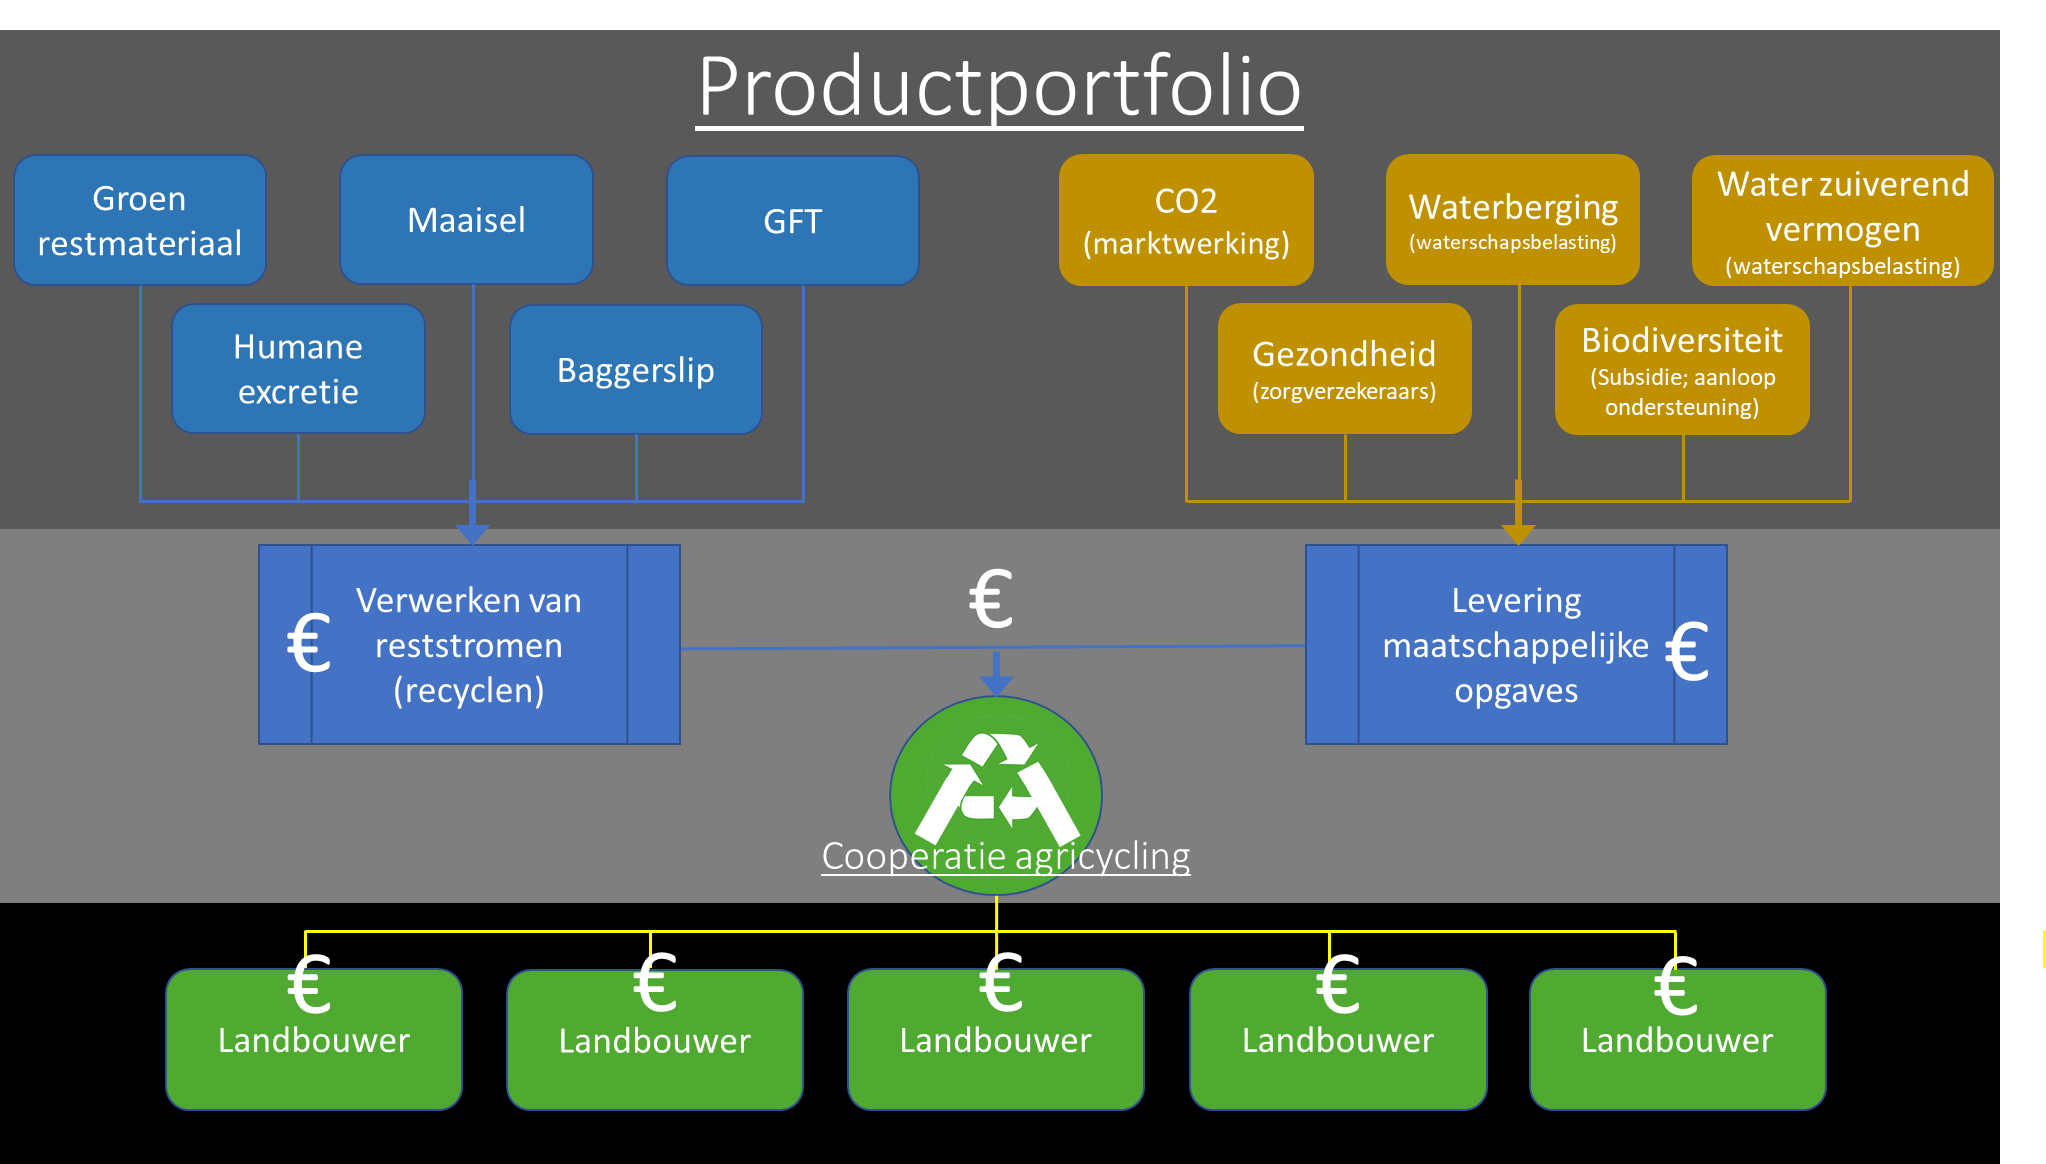 Productportfolio
Groen
restmateriaal
Maaisel
GFT
CO2
(marktwerking)
Waterberging
(waterschapsbelasting)
Water zuiverend
vermogen
(waterschapsbelasting)
Humane
excretie
Baggerslip
Gezondheid
(zorgverzekeraars)
Biodiversiteit
(Subsidie; aanloop
ondersteuning)
€
Verwerken van
reststromen
(recyclen)
€
Levering
maatschappelijke
opgaves
€
Cooperatie agricycling
€
Landbouwer
€
Landbouwer
€
Landbouwer
€
Landbouwer
€
Landbouwer